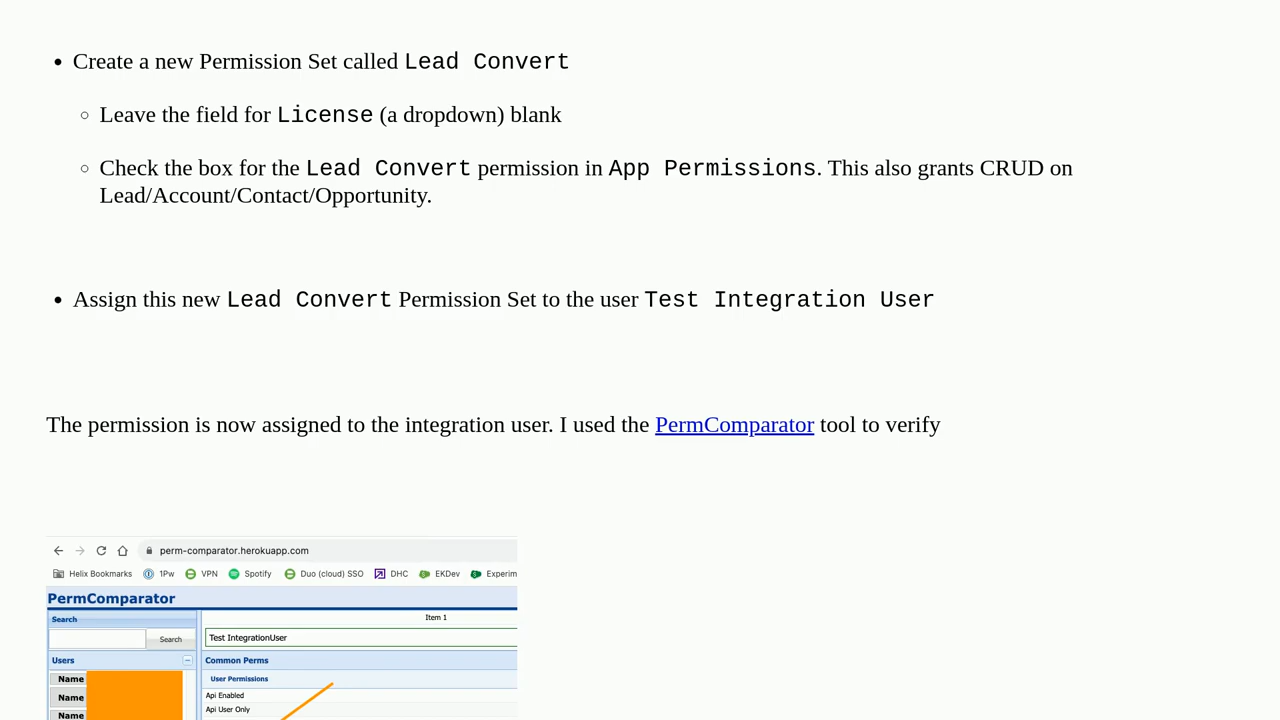 Create a new Permission Set called Lead Convert
Leave the field for License (a dropdown) blank
Check the box for the Lead Convert permission in App Permissions. This also grants CRUD on
Lead/Account/Contact/Opportunity.
Assign this new Lead Convert Permission Set to the user Test Integration User
The permission is now assigned to the integration user. I used the PermComparator tool to verify
perm-comparator.herokuapp.com
Helix Bookmarks 1Pw VPN Spotify Duo (cloud) SSO DHC EKDev Experim
PermComparator
Search
Item 1
Search
Test IntegrationUser
Users
Common Perms
Name
User Permissions
Name
Api Enabled
Name
Api User Only